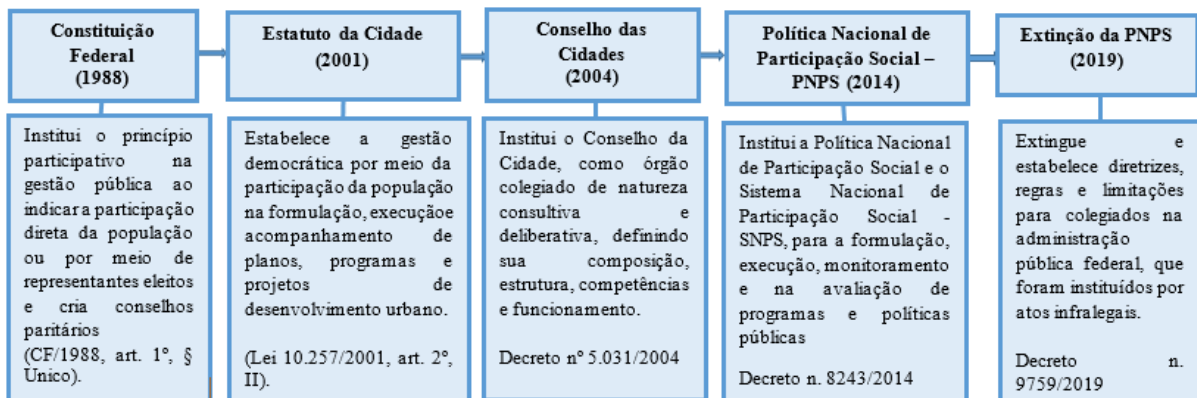 Constituição
Federal
(1988)
Estatuto da Cidade
(2001)
Conselho das
Cidades
(2004)
Política Nacional de
Participação Social –
PNPS (2014)
Extinção da PNPS
(2019)
Institui o princípio
participativo na
gestão pública ao
indicar a participação
direta da população
ou por meio de
representantes eleitos
e cria conselhos
paritários
(CF/1988, art. 1º, §
Único).
Estabelece a gestão
democrática por meio da
participação da população
na formulação, execuçãoe
acompanhamento de
planos, programas e
projetos de
desenvolvimento urbano.
(Lei 10.257/2001, art. 2º,
II).
Institui o Conselho da
Cidade, como órgão
colegiado de natureza
consultiva e
deliberativa, definindo
sua composição,
estrutura, competências
e funcionamento.
Decreto nº 5.031/2004
Institui a Política Nacional
de Participação Social e o
Sistema Nacional de
Participação Social -
SNPS, para a formulação,
execução, monitoramento
e na avaliação de
programas e políticas
públicas
Decreto n. 8243/2014
Extingue e
estabelece diretrizes,
regras e limitações
para colegiados na
administração
pública federal, que
foram instituídos por
atos infralegais.
Decreto n.
9759/2019